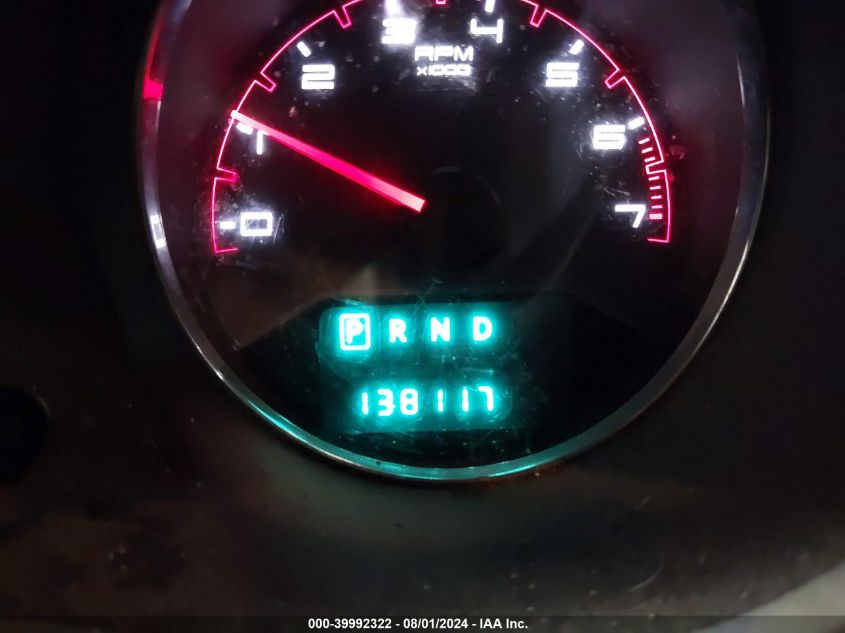 3 4
RPM
2 x1000 5
1 6
0 7
P R N D
138117
000-39992322 - 08/01/2024 - IAA Inc.